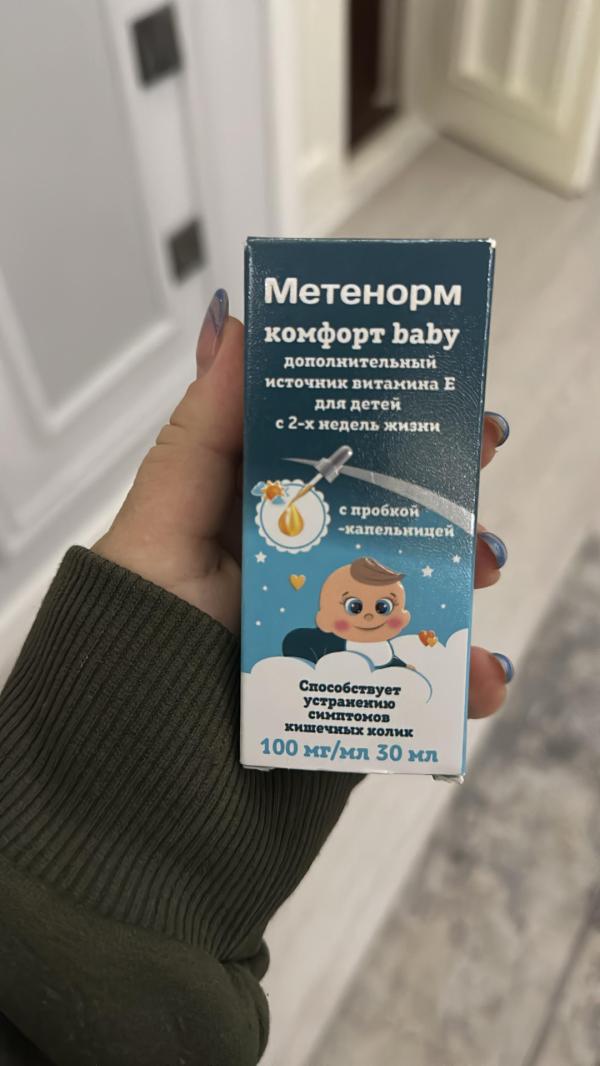 Метенорм
комфорт baby
дополнительный
источник витамина Е
для детей
с 2-х недель жизни
с пробкой
-капельницей
Способствует
устранению
симптомов
кишечных колик
100 мг/мл 30 мл